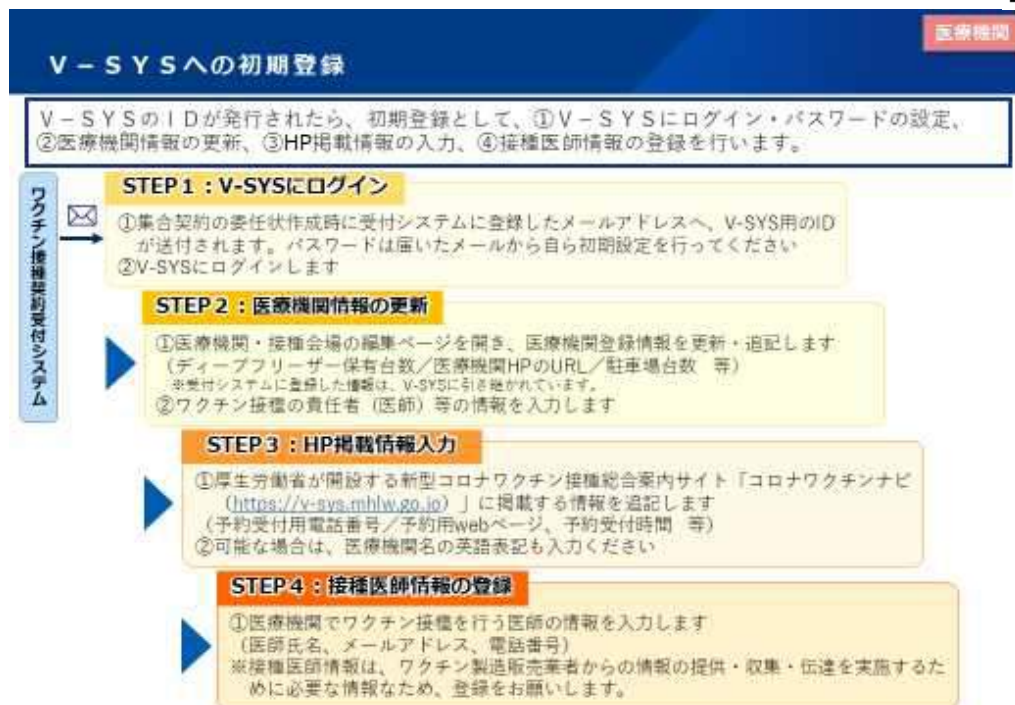 医療機関
V－SYSへの初期登録
V－SYSのIDが発行されたら、初期登録として、①V－SYSにログイン・パスワードの設定、
②医療機関情報の更新、③HP掲載情報の入力、④接種医師情報の登録を行います。
ワクチン接種契約受付システム
STEP1：V-SYSにログイン
①集合契約の委任状作成時に受付システムに登録したメールアドレスへ、V-SYS用のID
が送付されます。パスワードは届いたメールから自ら初期設定を行ってください
②V-SYSにログインします
STEP2：医療機関情報の更新
①医療機関・接種会場の編集ページを開き、医療機関登録情報を更新・追記します
（ディープフリーザー保有台数／医療機関HPのURL／駐車場台数　等）
※受付システムに登録した情報は、V-SYSに引き継がれています。
②ワクチン接種の責任者（医師）等の情報を入力します
STEP3：HP掲載情報入力
①厚生労働省が開設する新型コロナワクチン接種総合案内サイト「コロナワクチンナビ
（https://v-sys.mhlw.go.jp）」に掲載する情報を追記します
（予約受付用電話番号／予約用webページ、予約受付時間　等）
②可能な場合は、医療機関名の英語表記も入力ください
STEP4：接種医師情報の登録
①医療機関でワクチン接種を行う医師の情報を入力します
（医師氏名、メールアドレス、電話番号）
※接種医師情報は、ワクチン製造販売業者からの情報の提供・収集・伝達を実施するた
めに必要な情報なため、登録をお願いします。